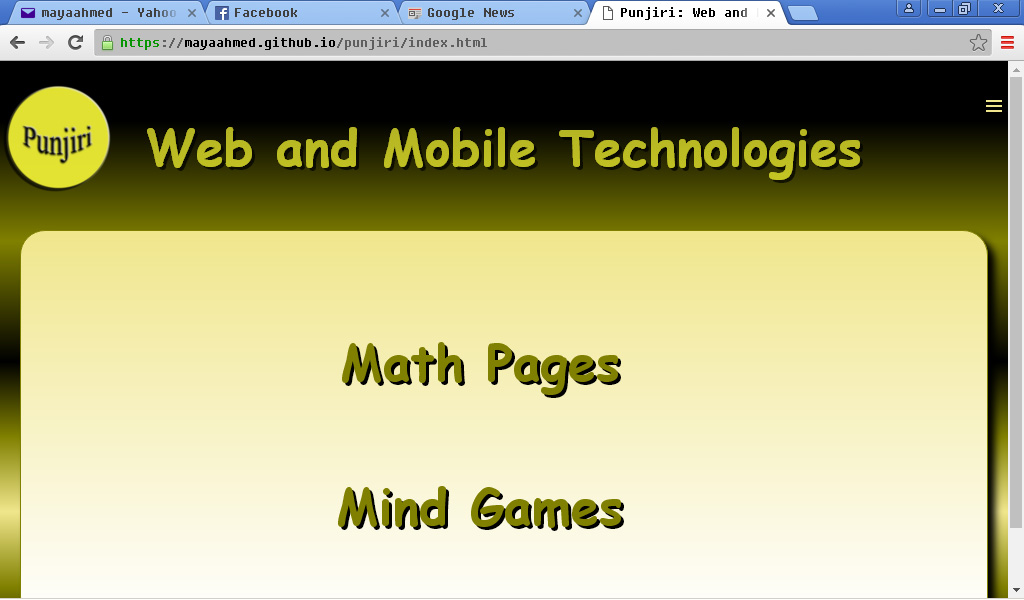 mayaahmed - Yahoo
Facebook
Google News
Punjiri: Web and
https://mayaahmed.github.io/punjiri/index.html
Punjiri
Web and Mobile Technologies
Math Pages
Mind Games